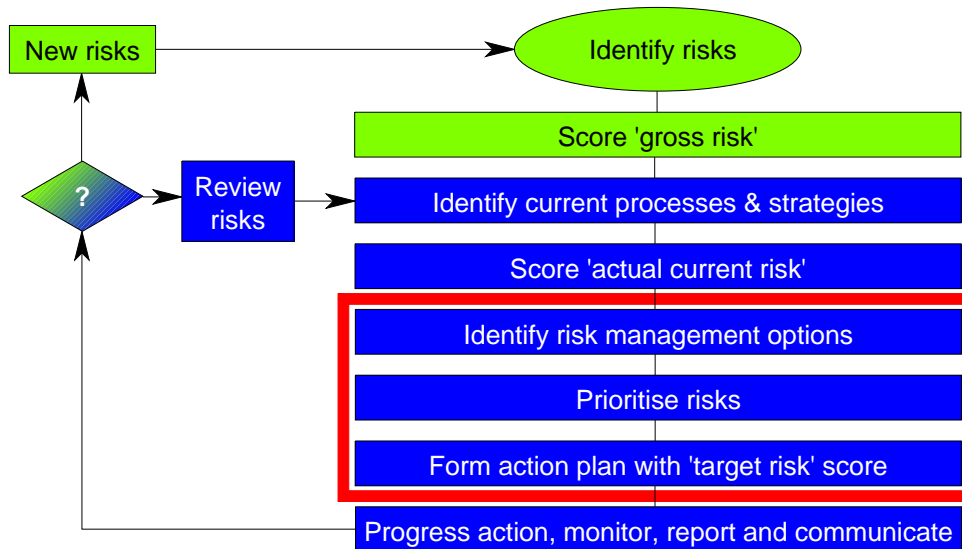 New risks
Identify risks
Score 'gross risk'
?
Review
risks
Identify current processes & strategies
Score 'actual current risk'
Identify risk management options
Prioritise risks
Form action plan with 'target risk' score
Progress action, monitor, report and communicate